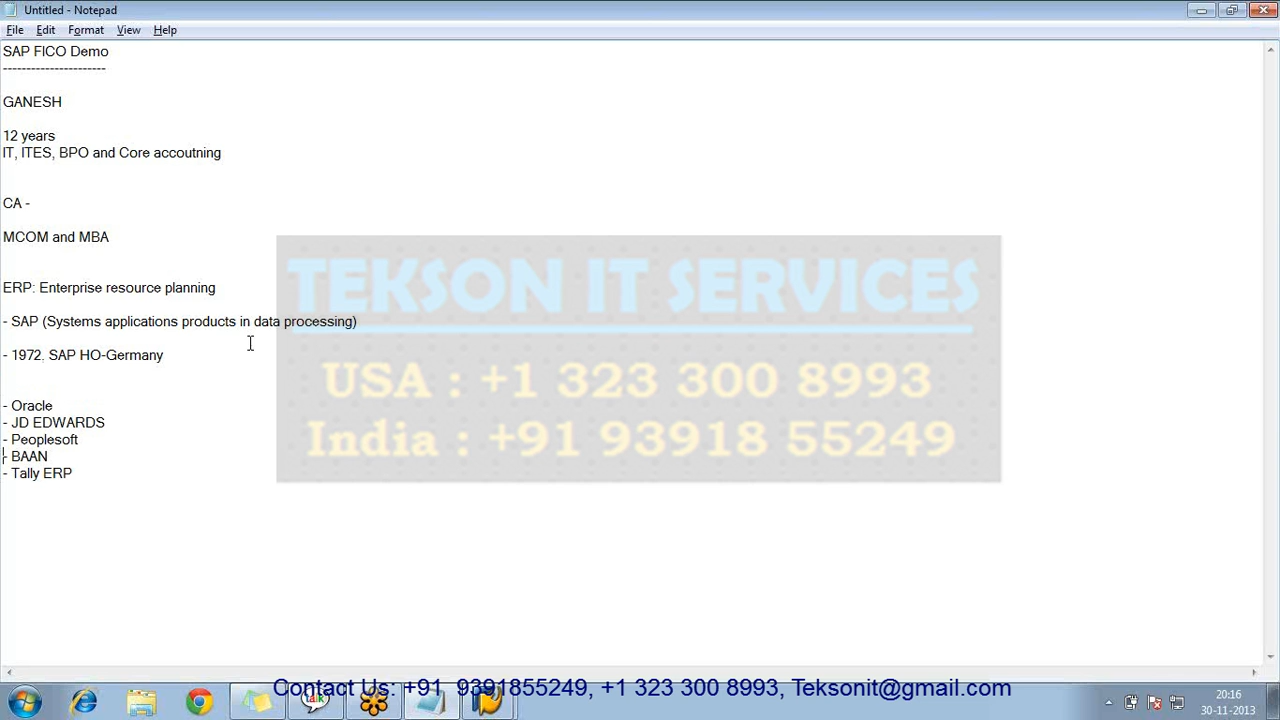 Untitled - Notepad
File Edit Format View Help
SAP FICO Demo
----------------------
GANESH
12 years
IT, ITES, BPO and Core accoutning
CA -
MCOM and MBA
ERP: Enterprise resource planning
- SAP (Systems applications products in data processing)
- 1972. SAP HO-Germany
- Oracle
- JD EDWARDS
- Peoplesoft
- BAAN
- Tally ERP
TEKSON IT SERVICES
USA : +1 323 300 8993
India : +91 93918 55249
talk
Contact Us: +91 9391855249, +1 323 300 8993, Teksonit@gmail.com
20:16
30-11-2013